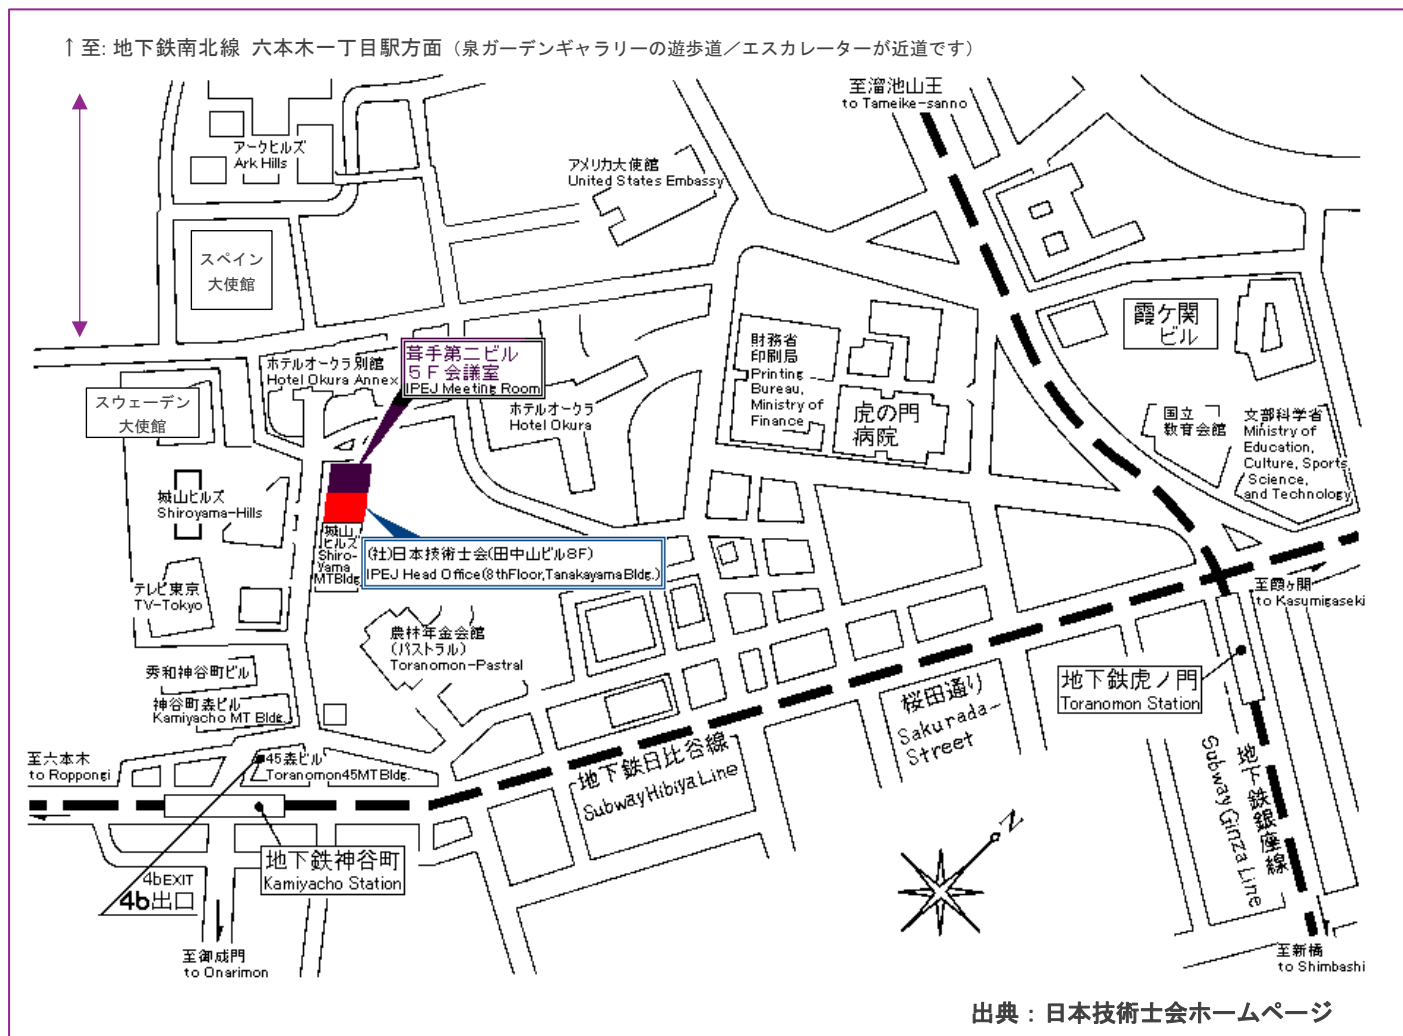 ↑至: 地下鉄南北線 六本木一丁目駅方面（泉ガーデンギャラリーの遊歩道／エスカレーターが近道です）
至溜池山王
to Tameike-sanno
アークヒルズ
Ark Hills
アメリカ大使館
United States Embassy
スペイン
大使館
霞ケ関
ビル
財務省
印刷局
Printing
Bureau,
Ministry of
Finance
葺手第二ビル
５Ｆ会議室
IPEJ Meeting Room
ホテルオークラ別館
Hotel Okura Annex
ホテルオークラ
Hotel Okura
虎の門
病院
国立
教育会館
文部科学省
Ministry of
Education,
Culture, Sports
Science,
and Technology
スウェーデン
大使館
城山ヒルズ
Shiroyama-Hills
城山
ヒルズ
Shiro-
yama
MTBldg
(社)日本技術士会(田中山ビル8F)
IPEJ Head Office(8thFloor,TanakayamaBldg.)
テレビ東京
TV-Tokyo
至霞ヶ関
to Kasumigaseki
農林年金会館
(パストラル)
Toranomon-Pastral
秀和神谷町ビル
神谷町森ビル
Kamiyacho MT Bldg.
地下鉄虎ノ門
Toranomon Station
桜田通り
Sakurada-
Street
至六本木
to Roppongi
45森ビル
Toranomon45MTBldg.
地下鉄日比谷線
SubwayHibiyaLine
地下鉄銀座線
Subway Ginza Line
地下鉄神谷町
Kamiyacho Station
4bEXIT
4b出口
N
至御成門
to Onarimon
至新橋
to Shimbashi
出典：日本技術士会ホームページ